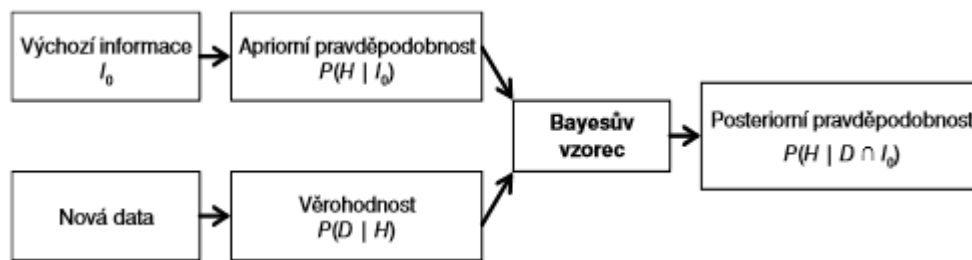 Výchozí informace
I₀
Apriorní pravděpodobnost
P(H | I₀)
Bayesův
vzorec
Posteriorní pravděpodobnost
P(H | D ∩ I₀)
Nová data
Věrohodnost
P(D | H)